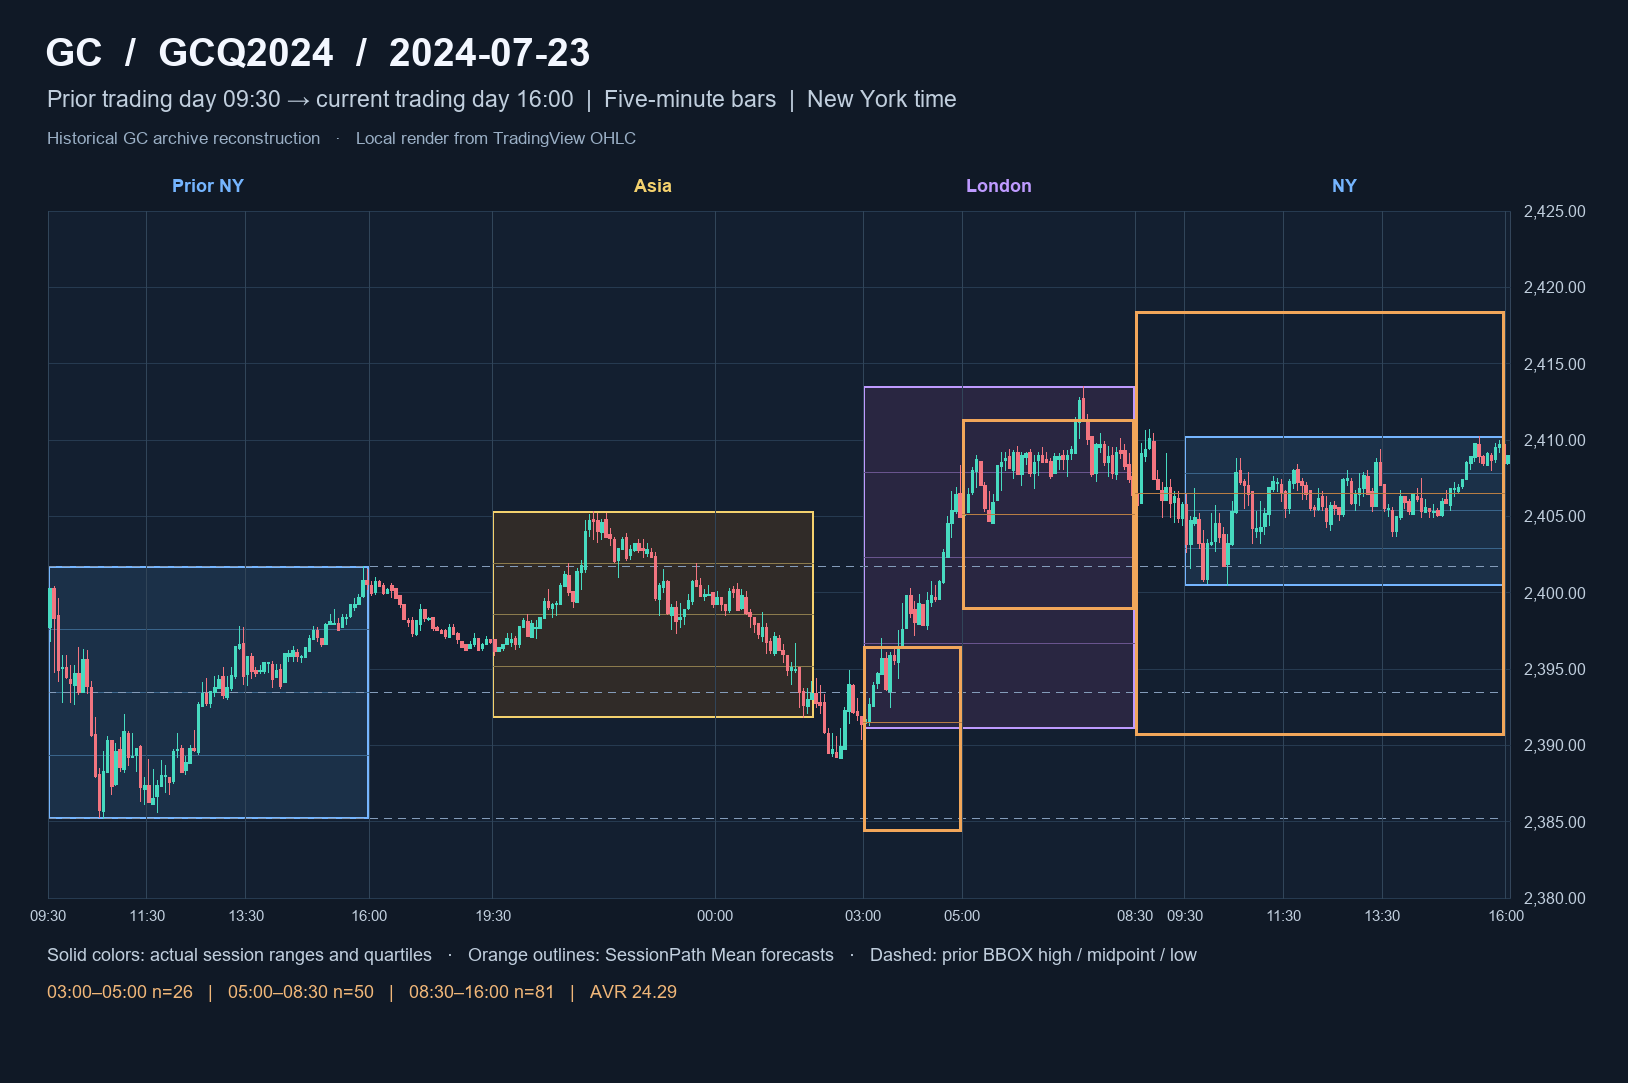 GC / GCQ2024 / 2024-07-23
Prior trading day 09:30 → current trading day 16:00 | Five-minute bars | New York time
Historical GC archive reconstruction · Local render from TradingView OHLC
Prior NY Asia London NY
2,425.00
2,420.00
2,415.00
2,410.00
2,405.00
2,400.00
2,395.00
2,390.00
2,385.00
2,380.00
09:30 11:30 13:30 16:00 19:30 00:00 03:00 05:00 08:30 09:30 11:30 13:30 16:00
Solid colors: actual session ranges and quartiles · Orange outlines: SessionPath Mean forecasts · Dashed: prior BBOX high / midpoint / low
03:00–05:00 n=26 | 05:00–08:30 n=50 | 08:30–16:00 n=81 | AVR 24.29